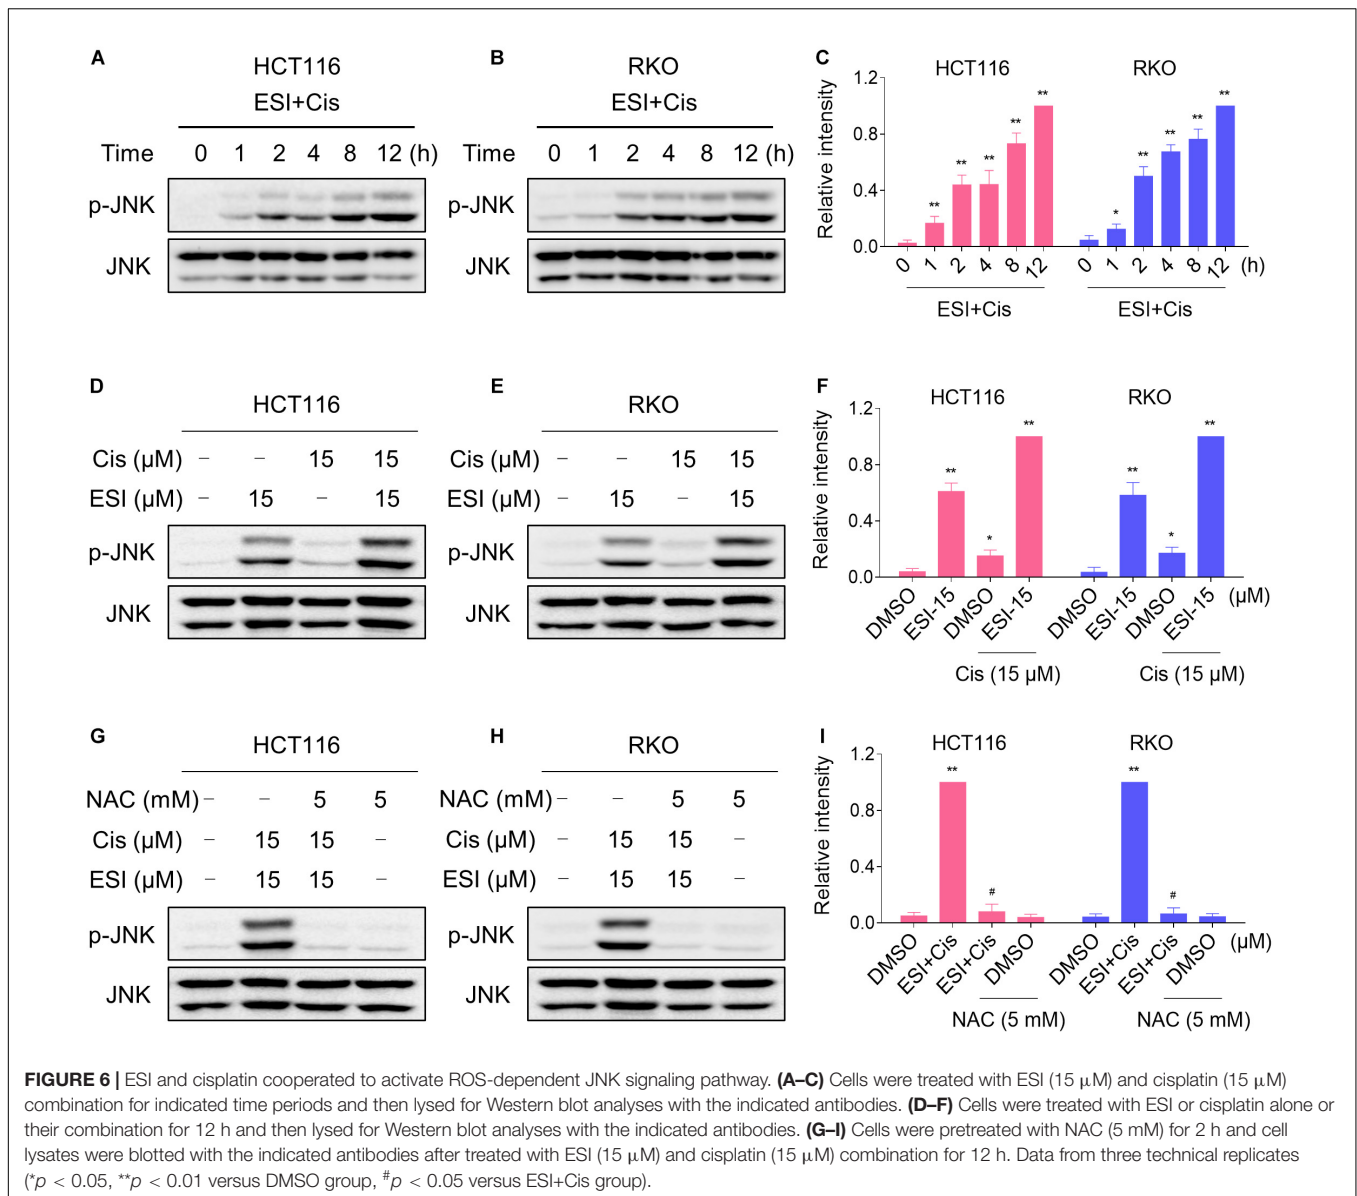 A
HCT116
ESI+Cis
Time 0 1 2 4 8 12 (h)
p-JNK
JNK
B
RKO
ESI+Cis
Time 0 1 2 4 8 12 (h)
p-JNK
JNK
C
HCT116 RKO
Relative intensity
1.2
0.8
0.4
0.0
** ** ** ** **
* ** ** ** **
0 1 2 4 8 12 0 1 2 4 8 12 (h)
ESI+Cis ESI+Cis
D
HCT116
Cis (µM) – – 15 15
ESI (µM) – 15 – 15
p-JNK
JNK
E
RKO
Cis (µM) – – 15 15
ESI (µM) – 15 – 15
p-JNK
JNK
F
HCT116 RKO
Relative intensity
1.2
0.8
0.4
0.0
** * ** ** * **
DMSO ESI-15 DMSO ESI-15 DMSO ESI-15 DMSO ESI-15 (µM)
Cis (15 µM) Cis (15 µM)
G
HCT116
NAC (mM) – – 5 5
Cis (µM) – 15 15 –
ESI (µM) – 15 15 –
p-JNK
JNK
H
RKO
NAC (mM) – – 5 5
Cis (µM) – 15 15 –
ESI (µM) – 15 15 –
p-JNK
JNK
I
HCT116 RKO
Relative intensity
1.2
0.8
0.4
0.0
** # ** #
DMSO ESI+Cis ESI+Cis DMSO DMSO ESI+Cis ESI+Cis DMSO (µM)
NAC (5 mM) NAC (5 mM)
FIGURE 6 | ESI and cisplatin cooperated to activate ROS-dependent JNK signaling pathway. (A–C) Cells were treated with ESI (15 µM) and cisplatin (15 µM)
combination for indicated time periods and then lysed for Western blot analyses with the indicated antibodies. (D–F) Cells were treated with ESI or cisplatin alone or
their combination for 12 h and then lysed for Western blot analyses with the indicated antibodies. (G–I) Cells were pretreated with NAC (5 mM) for 2 h and cell
lysates were blotted with the indicated antibodies after treated with ESI (15 µM) and cisplatin (15 µM) combination for 12 h. Data from three technical replicates
(*p < 0.05, **p < 0.01 versus DMSO group, #p < 0.05 versus ESI+Cis group).